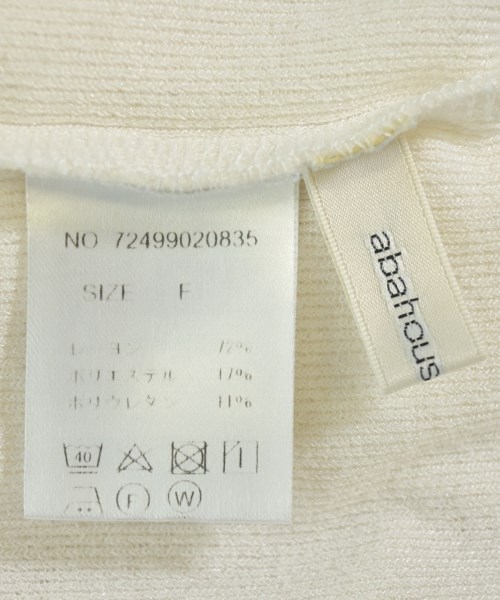 NO 72499020835
SIZE F
レーヨン 72%
ポリエステル 17%
ポリウレタン 11%
40
F W
abahous